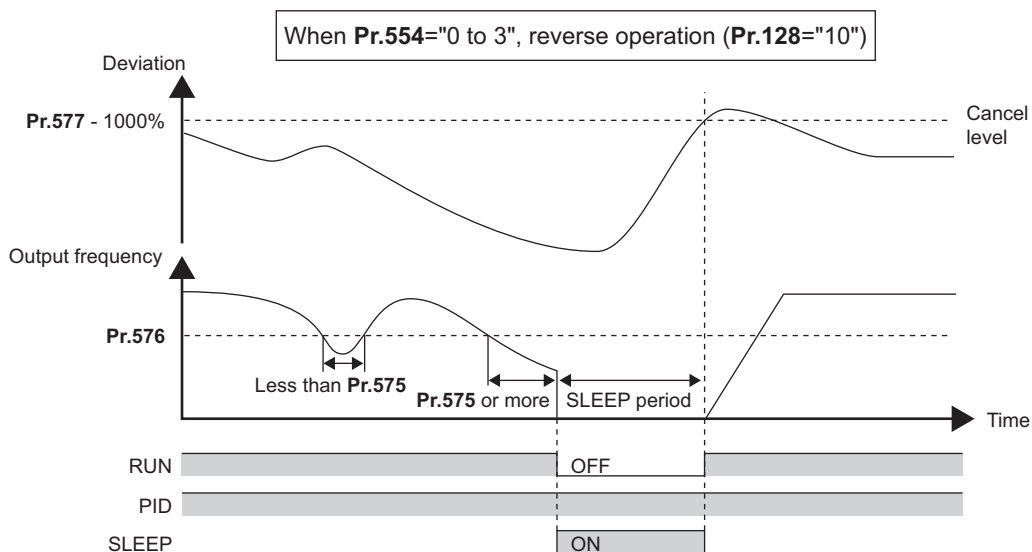 When Pr.554="0 to 3", reverse operation (Pr.128="10")
Deviation
Pr.577 - 1000%
Cancel
level
Output frequency
Pr.576
Less than Pr.575
Pr.575 or more
SLEEP period
Time
RUN
OFF
PID
SLEEP
ON